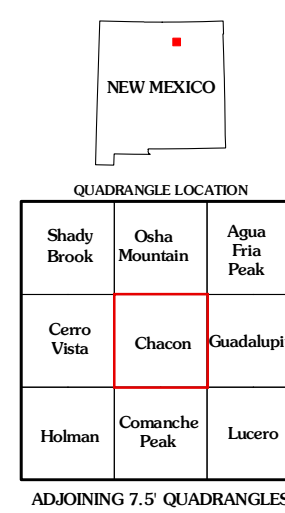 NEW MEXICO
QUADRANGLE LOCATION
Shady
Brook
Osha
Mountain
Agua
Fria
Peak
Cerro
Vista
Chacon
Guadalupi
Holman
Comanche
Peak
Lucero
ADJOINING 7.5' QUADRANGLES